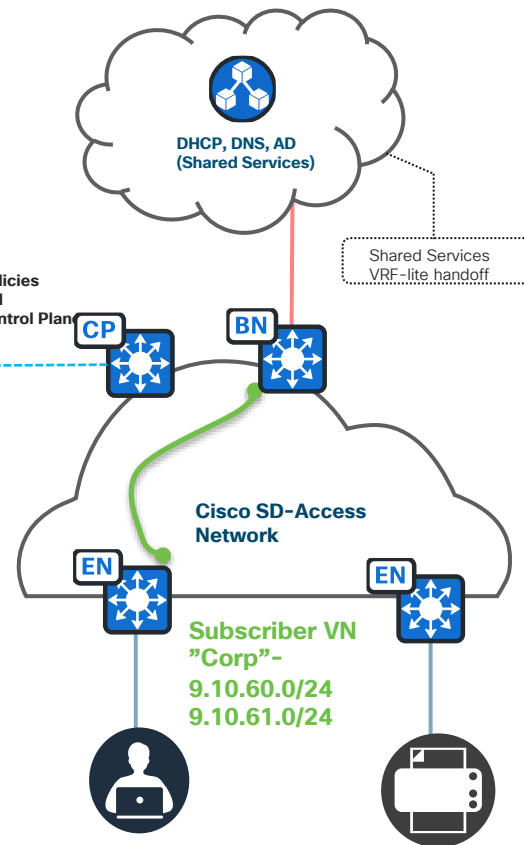 DHCP, DNS, AD
(Shared Services)
Shared Services
VRF-lite handoff
CP
BN
Cisco SD-Access
Network
EN
EN
Subscriber VN
”Corp”-
9.10.60.0/24
9.10.61.0/24